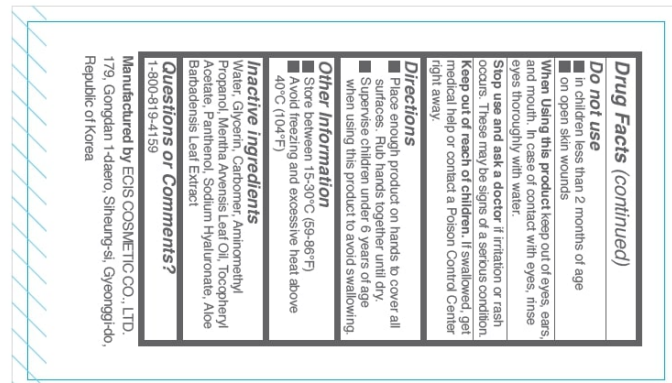 Drug Facts (continued)
Do not use
■ in children less than 2 months of age
■ on open skin wounds
When Using this product keep out of eyes, ears,
and mouth. In case of contact with eyes, rinse
eyes thoroughly with water.
Stop use and ask a doctor if irritation or rash
occurs. These may be signs of a serious condition.
Keep out of reach of children. If swallowed, get
medical help or contact a Poison Control Center
right away.
Directions
■ Place enough product on hands to cover all
surfaces. Rub hands together until dry.
■ Supervise children under 6 years of age
when using this product to avoid swallowing.
Other Information
■ Store between 15-30°C (59-86°F)
■ Avoid freezing and excessive heat above
40°C (104°F)
Inactive ingredients
Water, Glycerin, Carbomer, Aminomethyl
Propanol, Mentha Arvensis Leaf Oil, Tocopheryl
Acetate, Panthenol, Sodium Hyaluronate, Aloe
Barbadensis Leaf Extract
Questions or Comments?
1-800-819-4159
Manufactured by ECIS COSMETIC CO., LTD.
179, Gongdan 1-daero, Siheung-si, Gyeonggi-do,
Republic of Korea